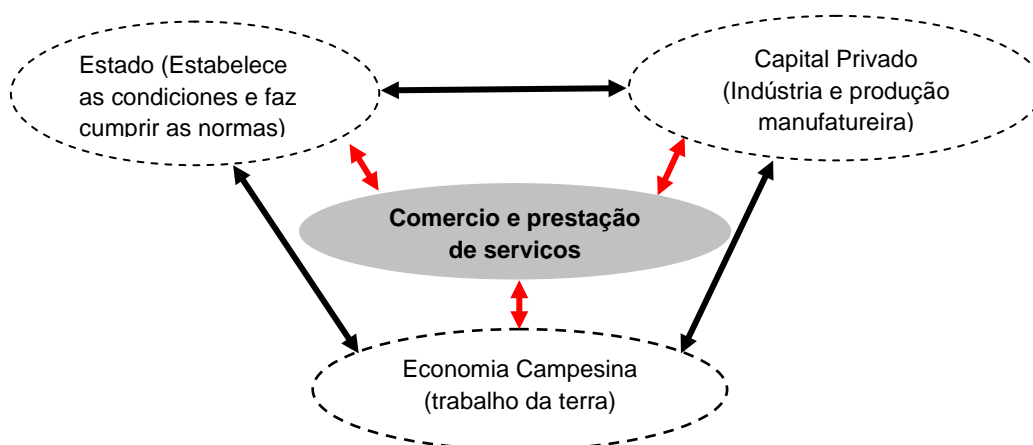 Estado (Estabelece
as condiciones e faz
cumprir as normas)
Capital Privado
(Indústria e produção
manufatureira)
Comercio e prestação
de servicos
Economia Campesina
(trabalho da terra)